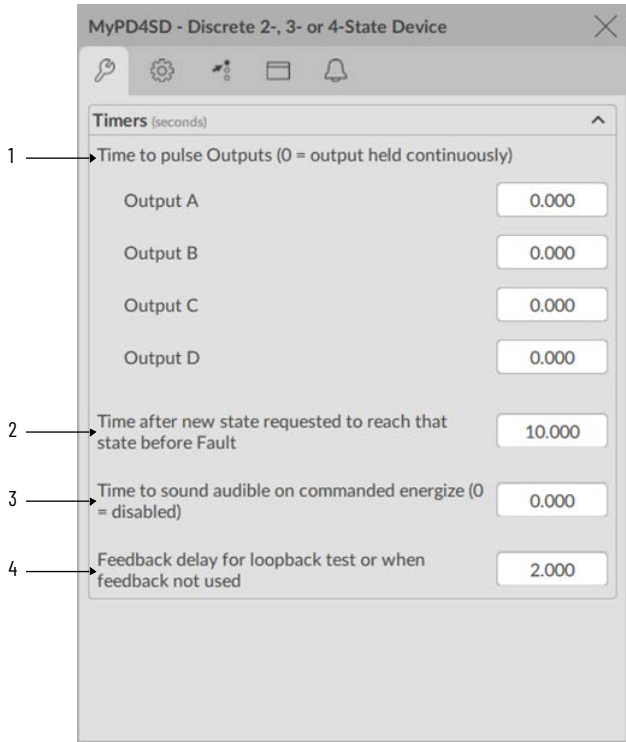 MyPD4SD - Discrete 2-, 3- or 4-State Device
Timers (seconds)
1
Time to pulse Outputs (0 = output held continuously)
Output A 0.000
Output B 0.000
Output C 0.000
Output D 0.000
2
Time after new state requested to reach that
state before Fault
10.000
3
Time to sound audible on commanded energize (0
= disabled)
0.000
4
Feedback delay for loopback test or when
feedback not used
2.000